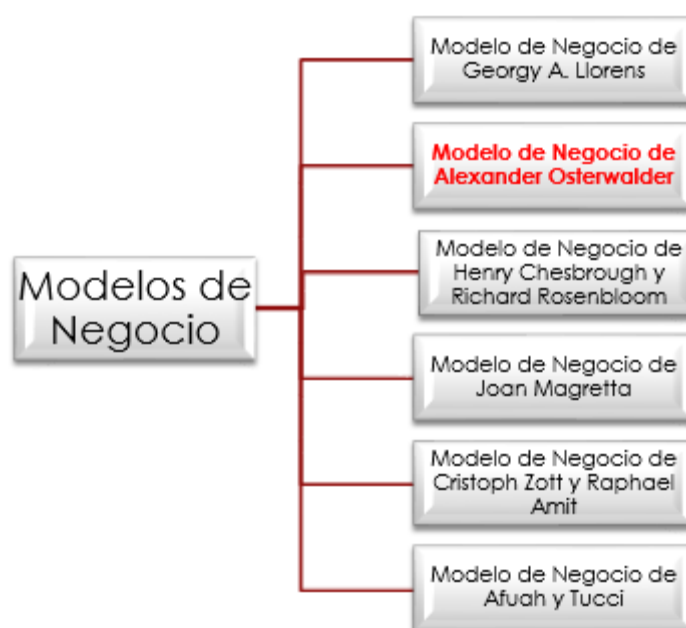 Modelos de
Negocio
Modelo de Negocio de
Georgy A. Llorens
Modelo de Negocio de
Alexander Osterwalder
Modelo de Negocio de
Henry Chesbrough y
Richard Rosenbloom
Modelo de Negocio de
Joan Magretta
Modelo de Negocio de
Cristoph Zott y Raphael
Amit
Modelo de Negocio de
Afuah y Tucci